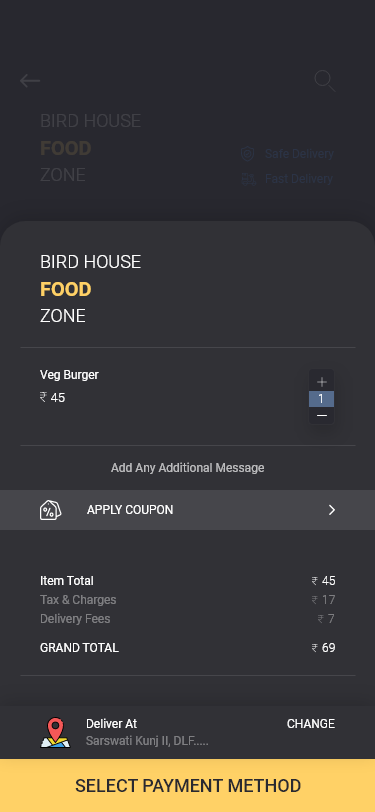 BIRD HOUSE
FOOD
ZONE
Safe Delivery
Fast Delivery
BIRD HOUSE
FOOD
ZONE
Veg Burger
₹ 45
+
1
−
Add Any Additional Message
% APPLY COUPON
Item Total ₹ 45
Tax & Charges ₹ 17
Delivery Fees ₹ 7
GRAND TOTAL ₹ 69
Deliver At CHANGE
Sarswati Kunj II, DLF.....
SELECT PAYMENT METHOD